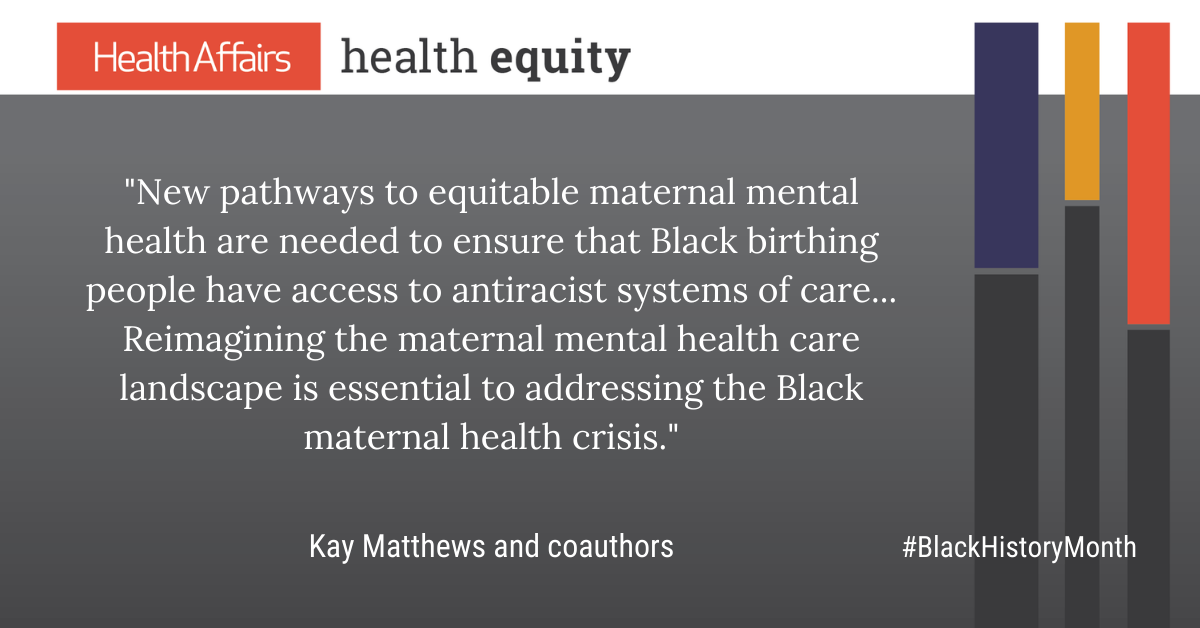 HealthAffairs health equity
"New pathways to equitable maternal mental
health are needed to ensure that Black birthing
people have access to antiracist systems of care...
Reimagining the maternal mental health care
landscape is essential to addressing the Black
maternal health crisis."
Kay Matthews and coauthors
#BlackHistoryMonth